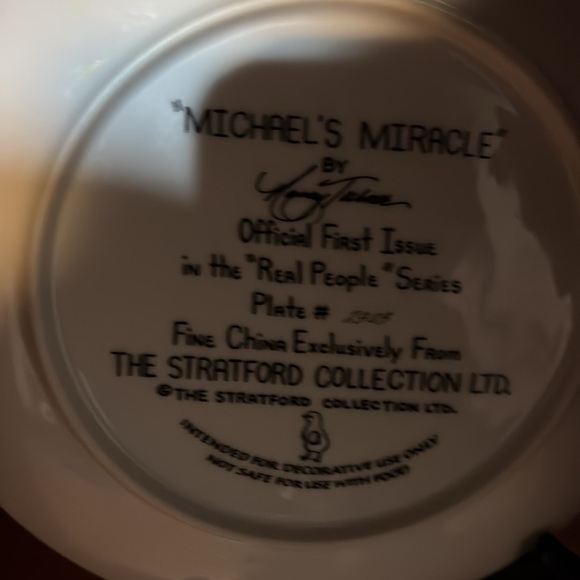 "MICHAEL'S MIRACLE"
BY
Official First Issue
in the "Real People" Series
Plate #
Fine China Exclusively From
THE STRATFORD COLLECTION LTD.
©THE STRATFORD COLLECTION LTD.
INTENDED FOR DECORATIVE USE ONLY
NOT SAFE FOR USE WITH FOOD